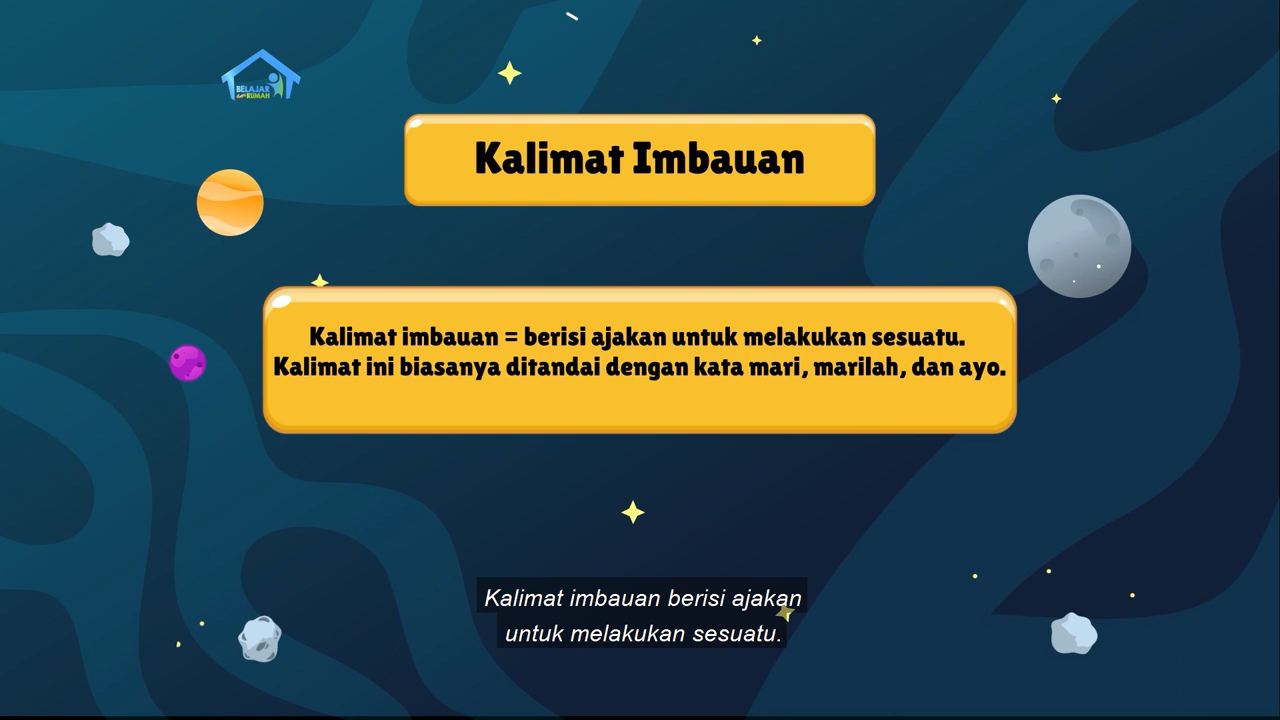 BELAJAR
dari RUMAH
Kalimat Imbauan
Kalimat imbauan = berisi ajakan untuk melakukan sesuatu.
Kalimat ini biasanya ditandai dengan kata mari, marilah, dan ayo.
Kalimat imbauan berisi ajakan
untuk melakukan sesuatu.